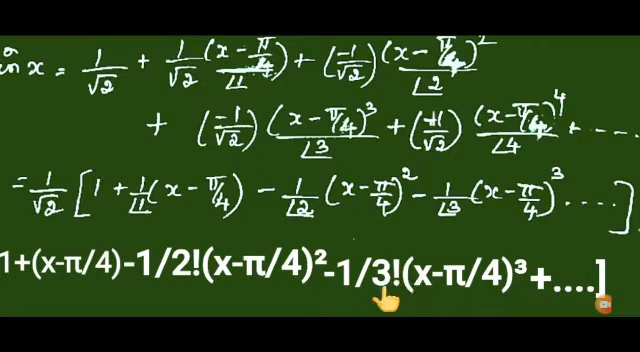 x = 1/√2 + 1/√2 (x - π/4)/∟1 + (-1/√2) (x - π/4)²/∟2
+ (-1/√2) (x - π/4)³/∟3 + (+1/√2) (x - π/4)⁴/∟4 + ----
= 1/√2 [1 + 1/∟1 (x - π/4) - 1/∟2 (x - π/4)² - 1/∟3 (x - π/4)³ ....]
1+(x-π/4)-1/2!(x-π/4)²-1/3!(x-π/4)³+....]